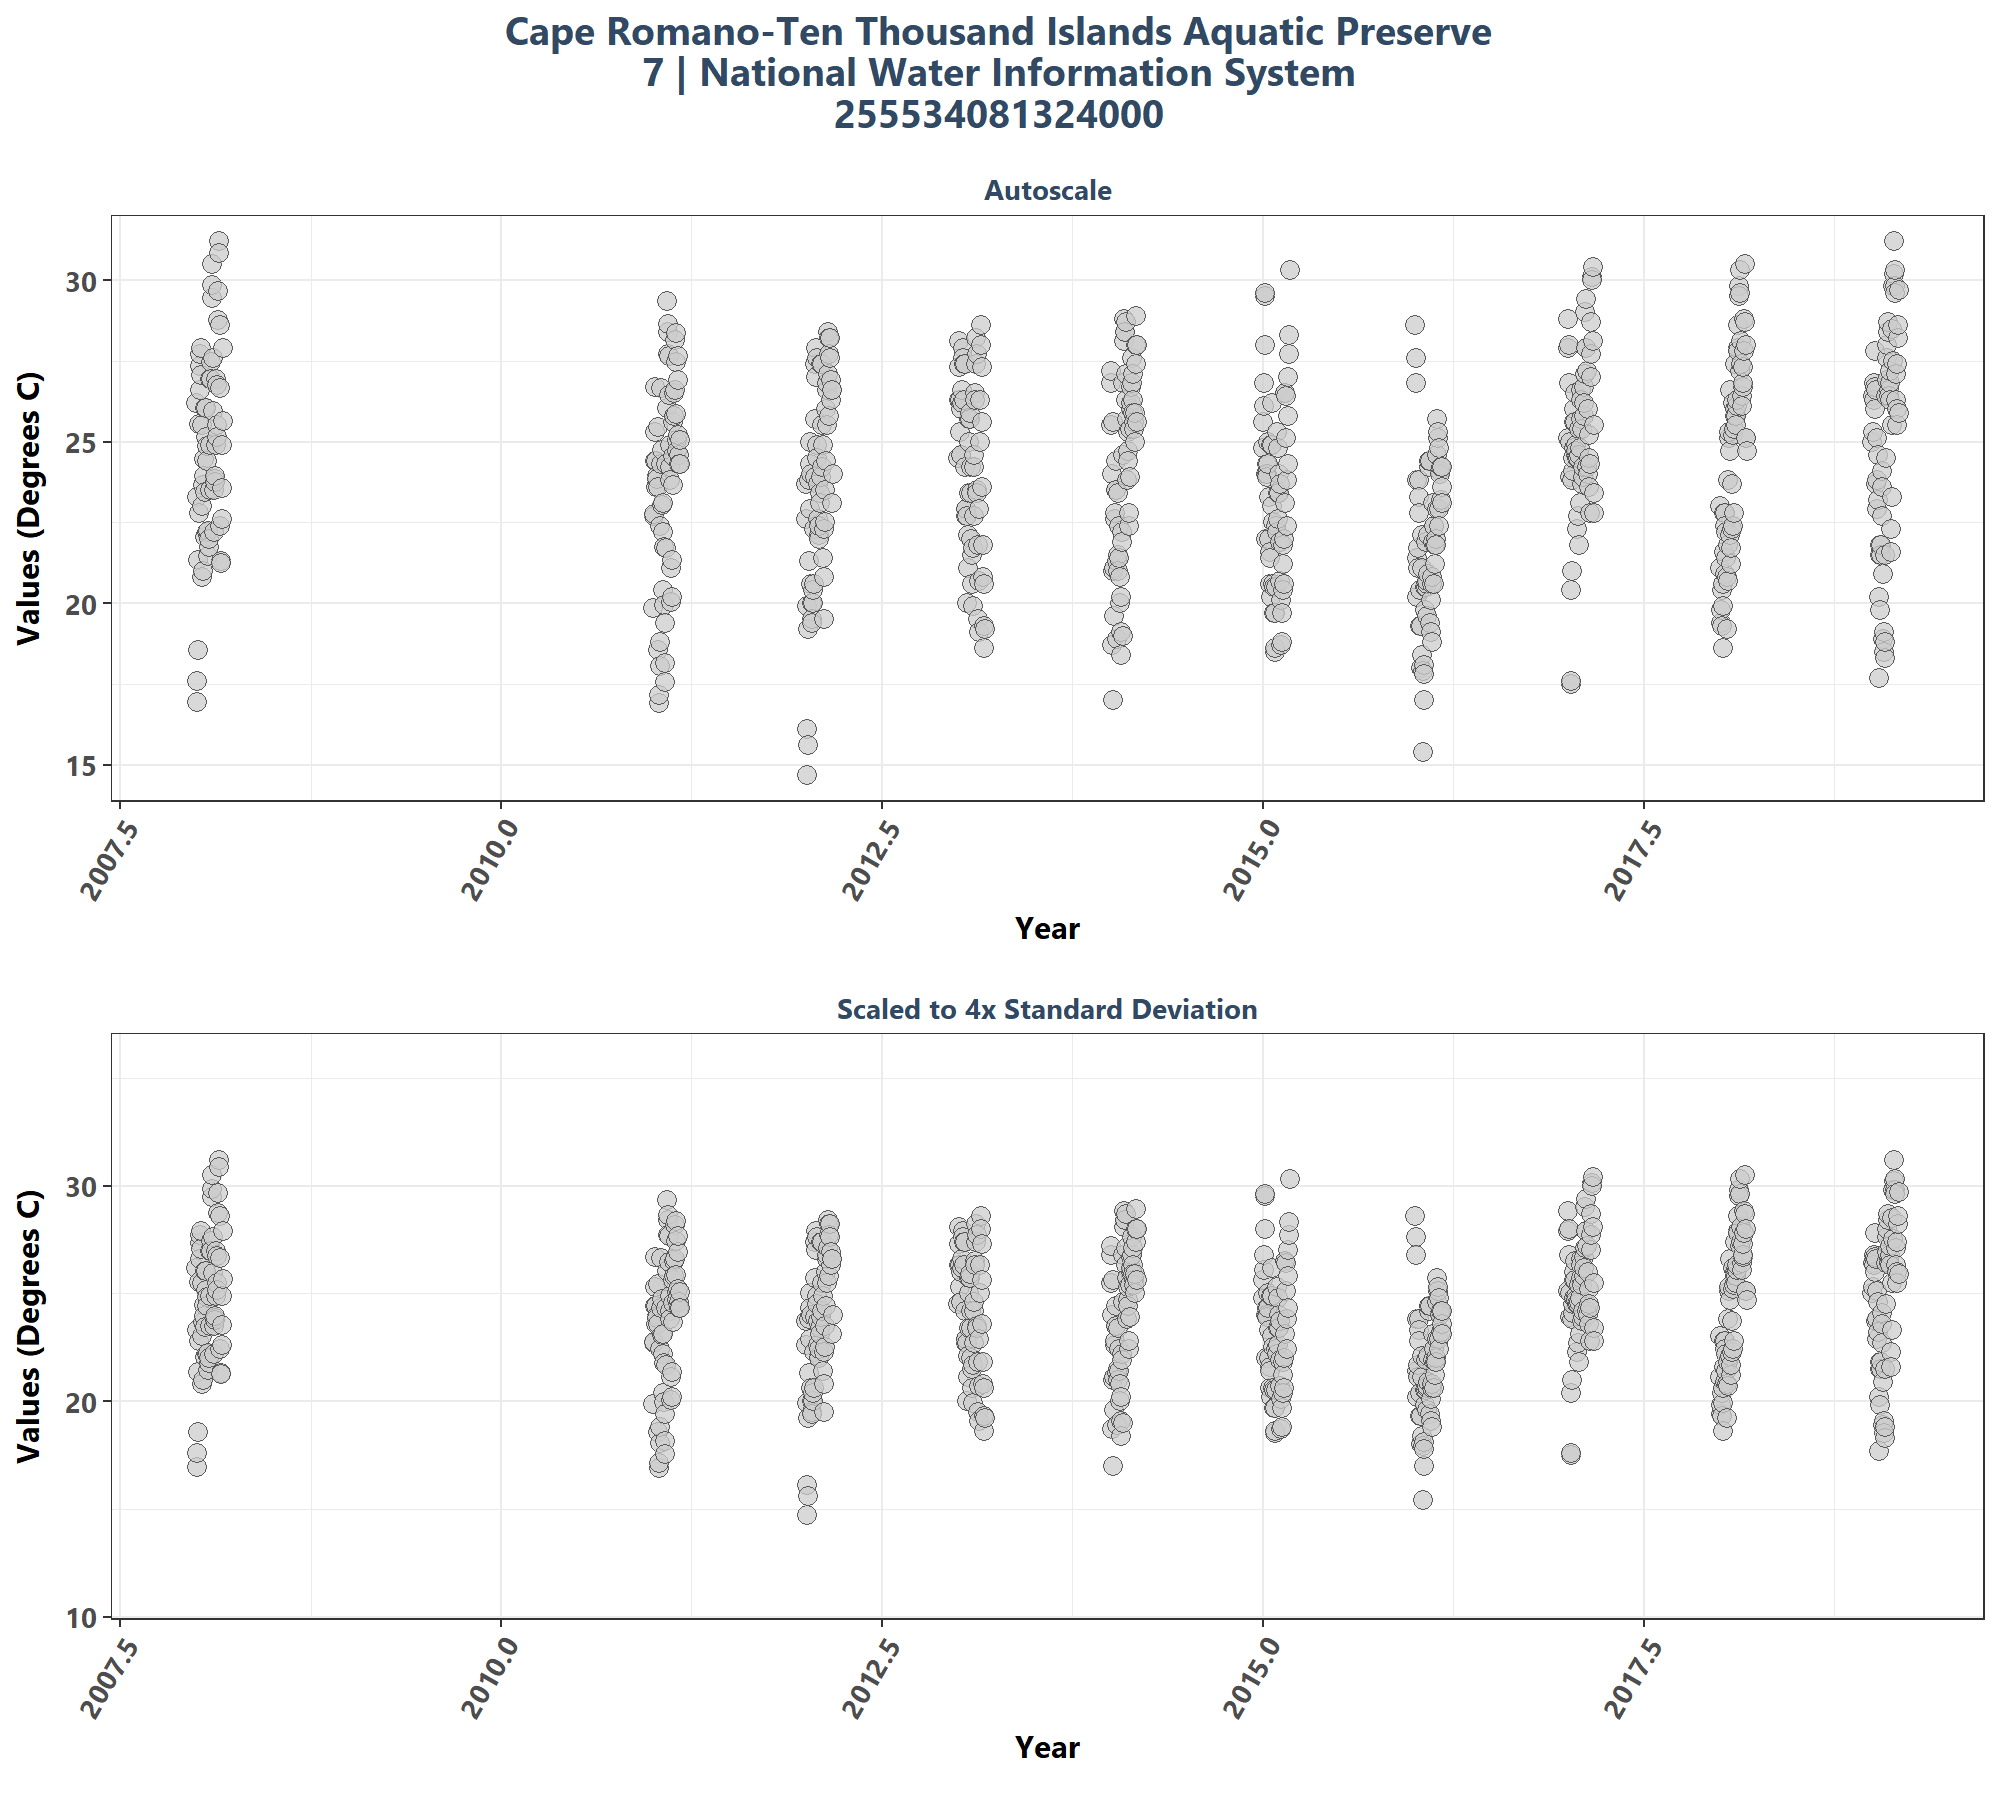 Cape Romano-Ten Thousand Islands Aquatic Preserve
7 | National Water Information System
255534081324000
Autoscale
Values (Degrees C)
30
25
20
15
2007.5
2010.0
2012.5
2015.0
2017.5
Year
Scaled to 4x Standard Deviation
Values (Degrees C)
30
20
10
2007.5
2010.0
2012.5
2015.0
2017.5
Year